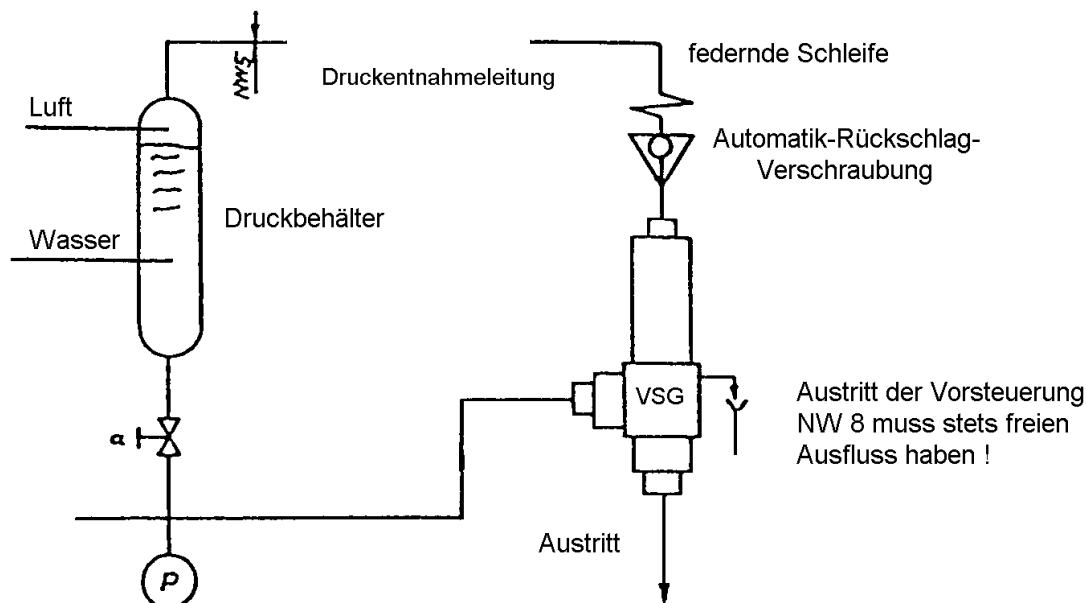 federnde Schleife
NW5
Druckentnahmeleitung
Luft
Automatik-Rückschlag-
Verschraubung
Druckbehälter
Wasser
VSG
Austritt der Vorsteuerung
NW 8 muss stets freien
Ausfluss haben !
a
Austritt
P